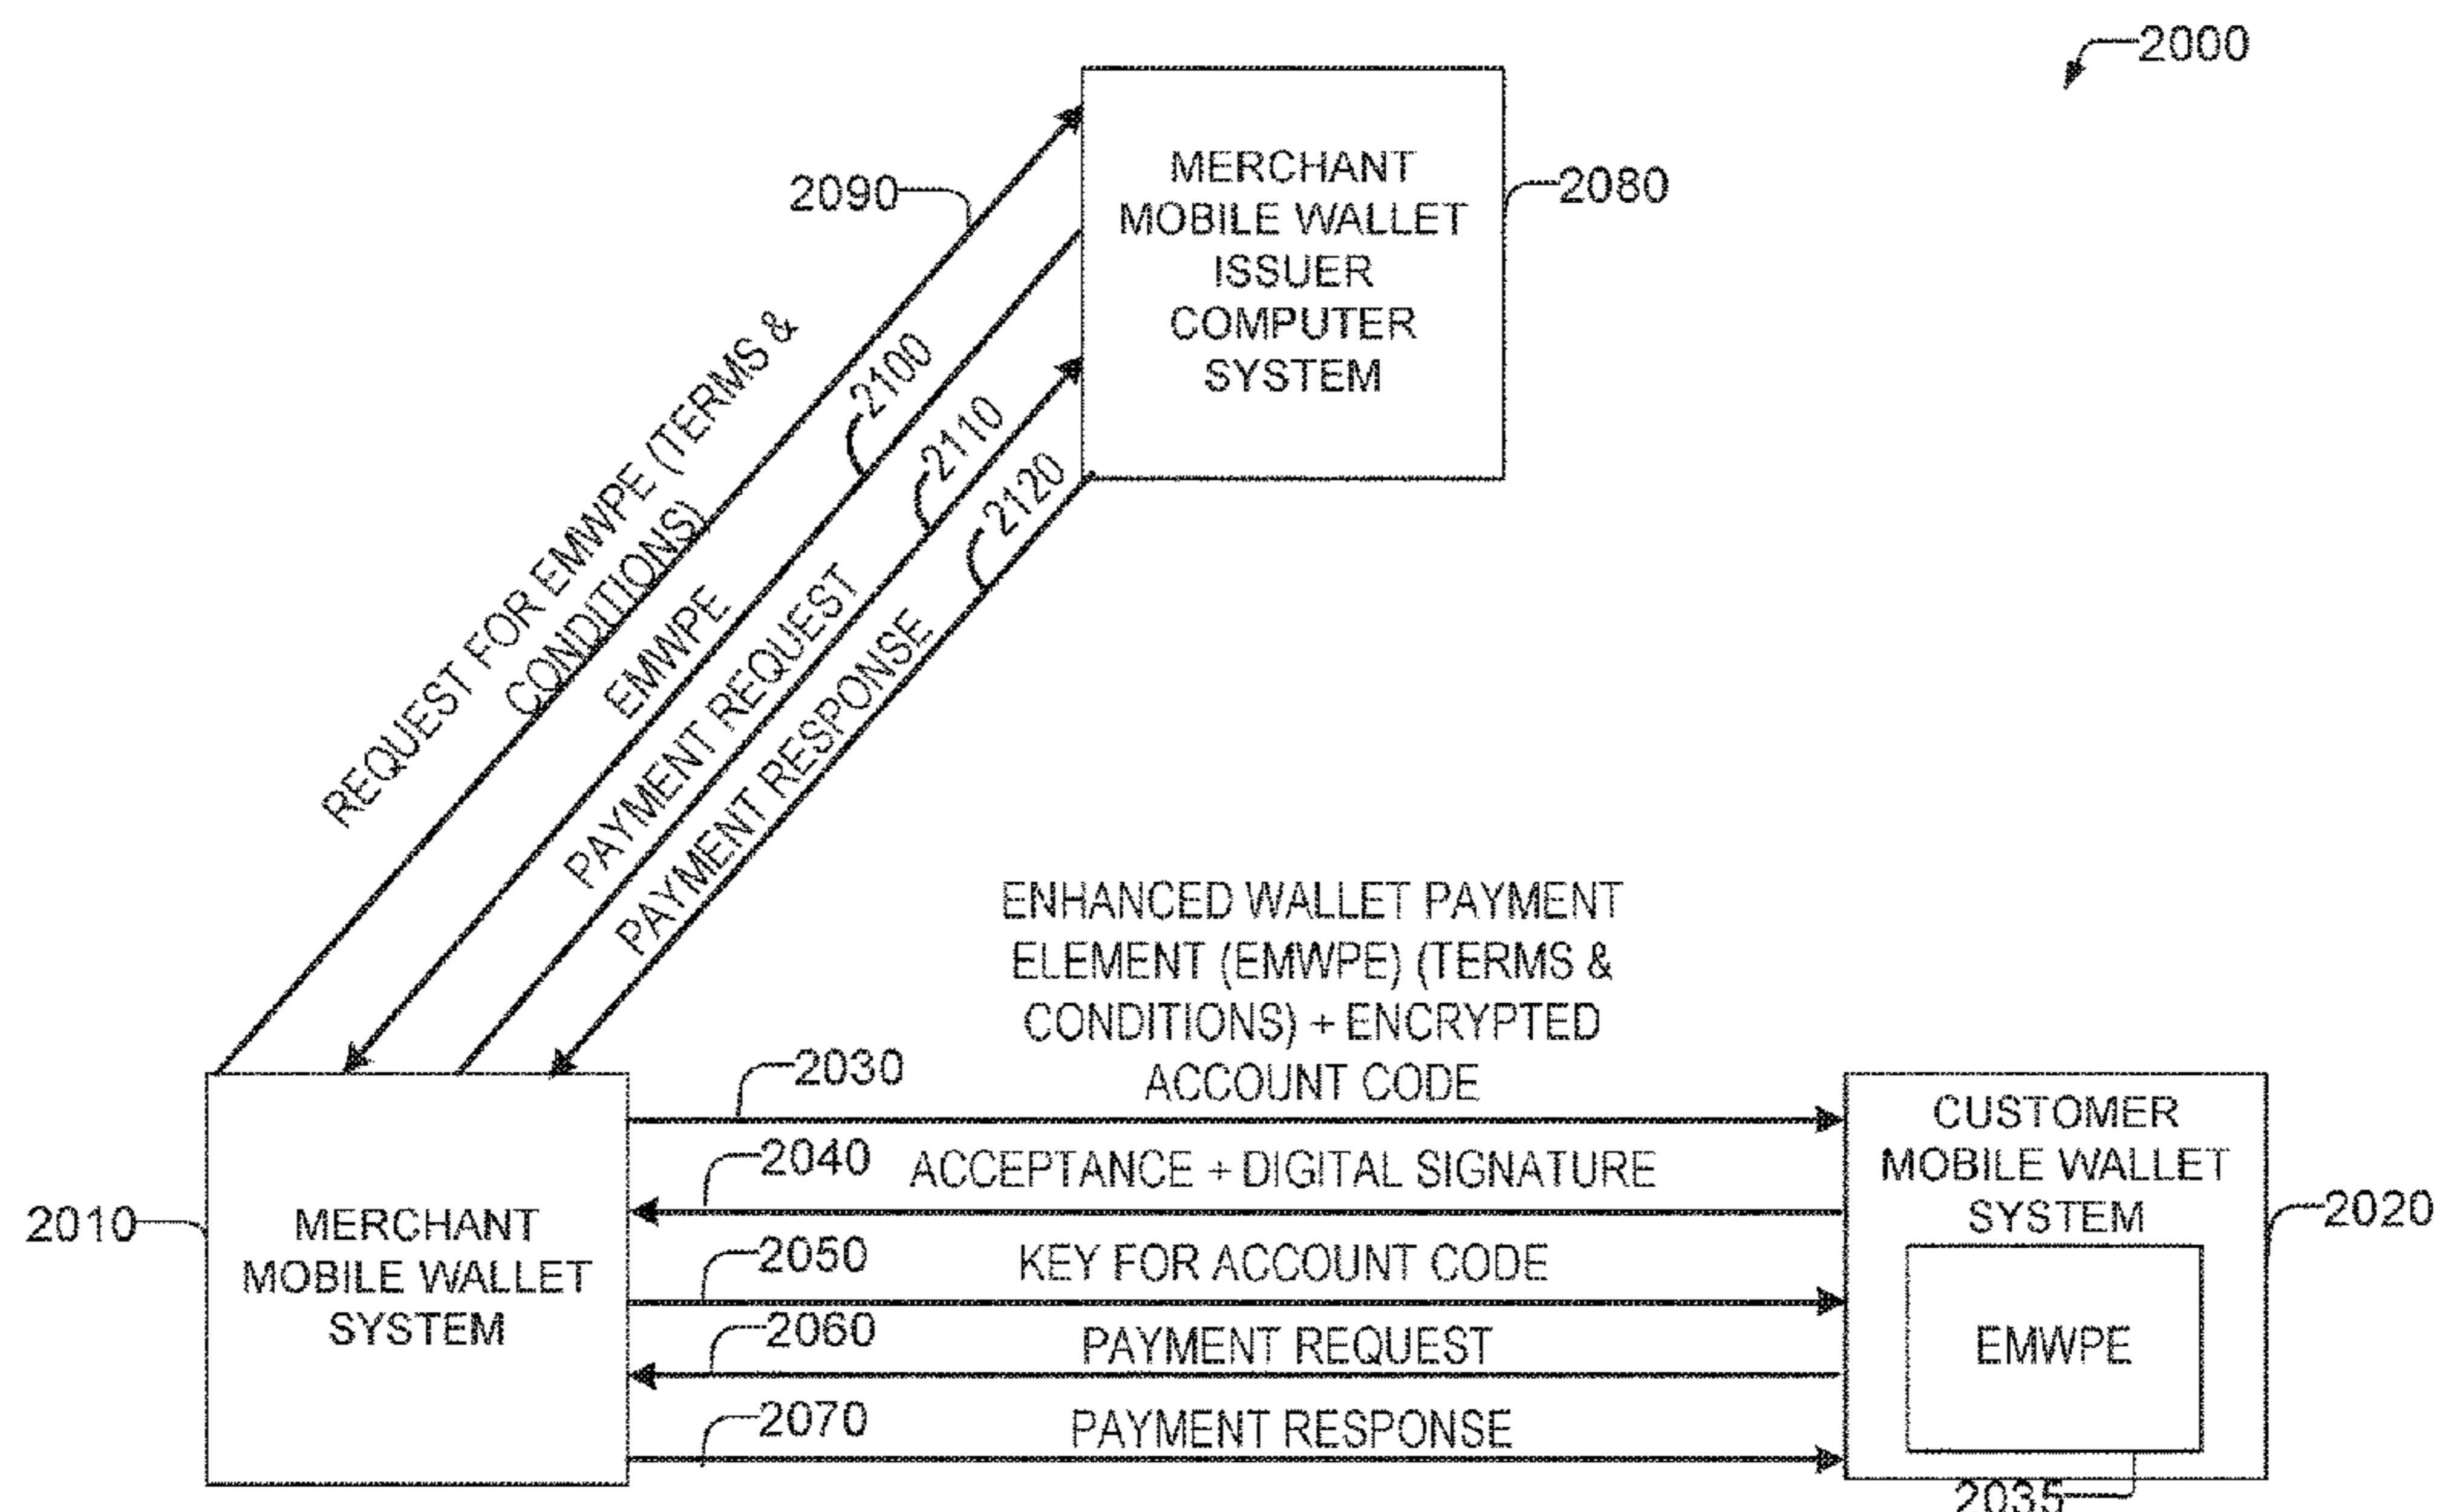 2000
MERCHANT
MOBILE WALLET
ISSUER
COMPUTER
SYSTEM
2080
2090
REQUEST FOR EMWPE (TERMS &
CONDITIONS)
2100
EMWPE
2110
PAYMENT REQUEST
2120
PAYMENT RESPONSE
ENHANCED WALLET PAYMENT
ELEMENT (EMWPE) (TERMS &
CONDITIONS) + ENCRYPTED
ACCOUNT CODE
2030
2040
ACCEPTANCE + DIGITAL SIGNATURE
2050
KEY FOR ACCOUNT CODE
2060
PAYMENT REQUEST
2070
PAYMENT RESPONSE
2010
MERCHANT
MOBILE WALLET
SYSTEM
CUSTOMER
MOBILE WALLET
SYSTEM
2020
EMWPE
2035